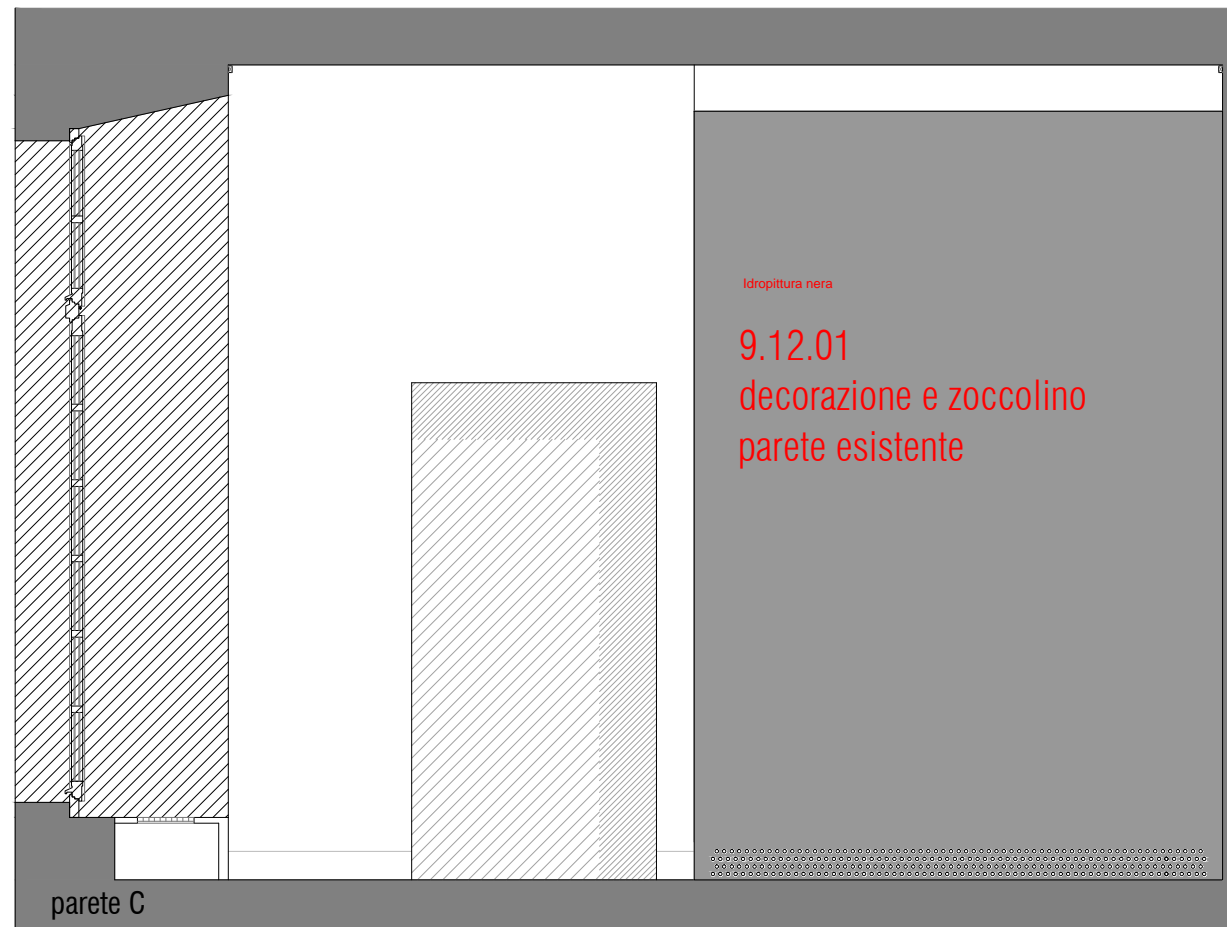 Idropittura nera
9.12.01
decorazione e zoccolino
parete esistente
parete C